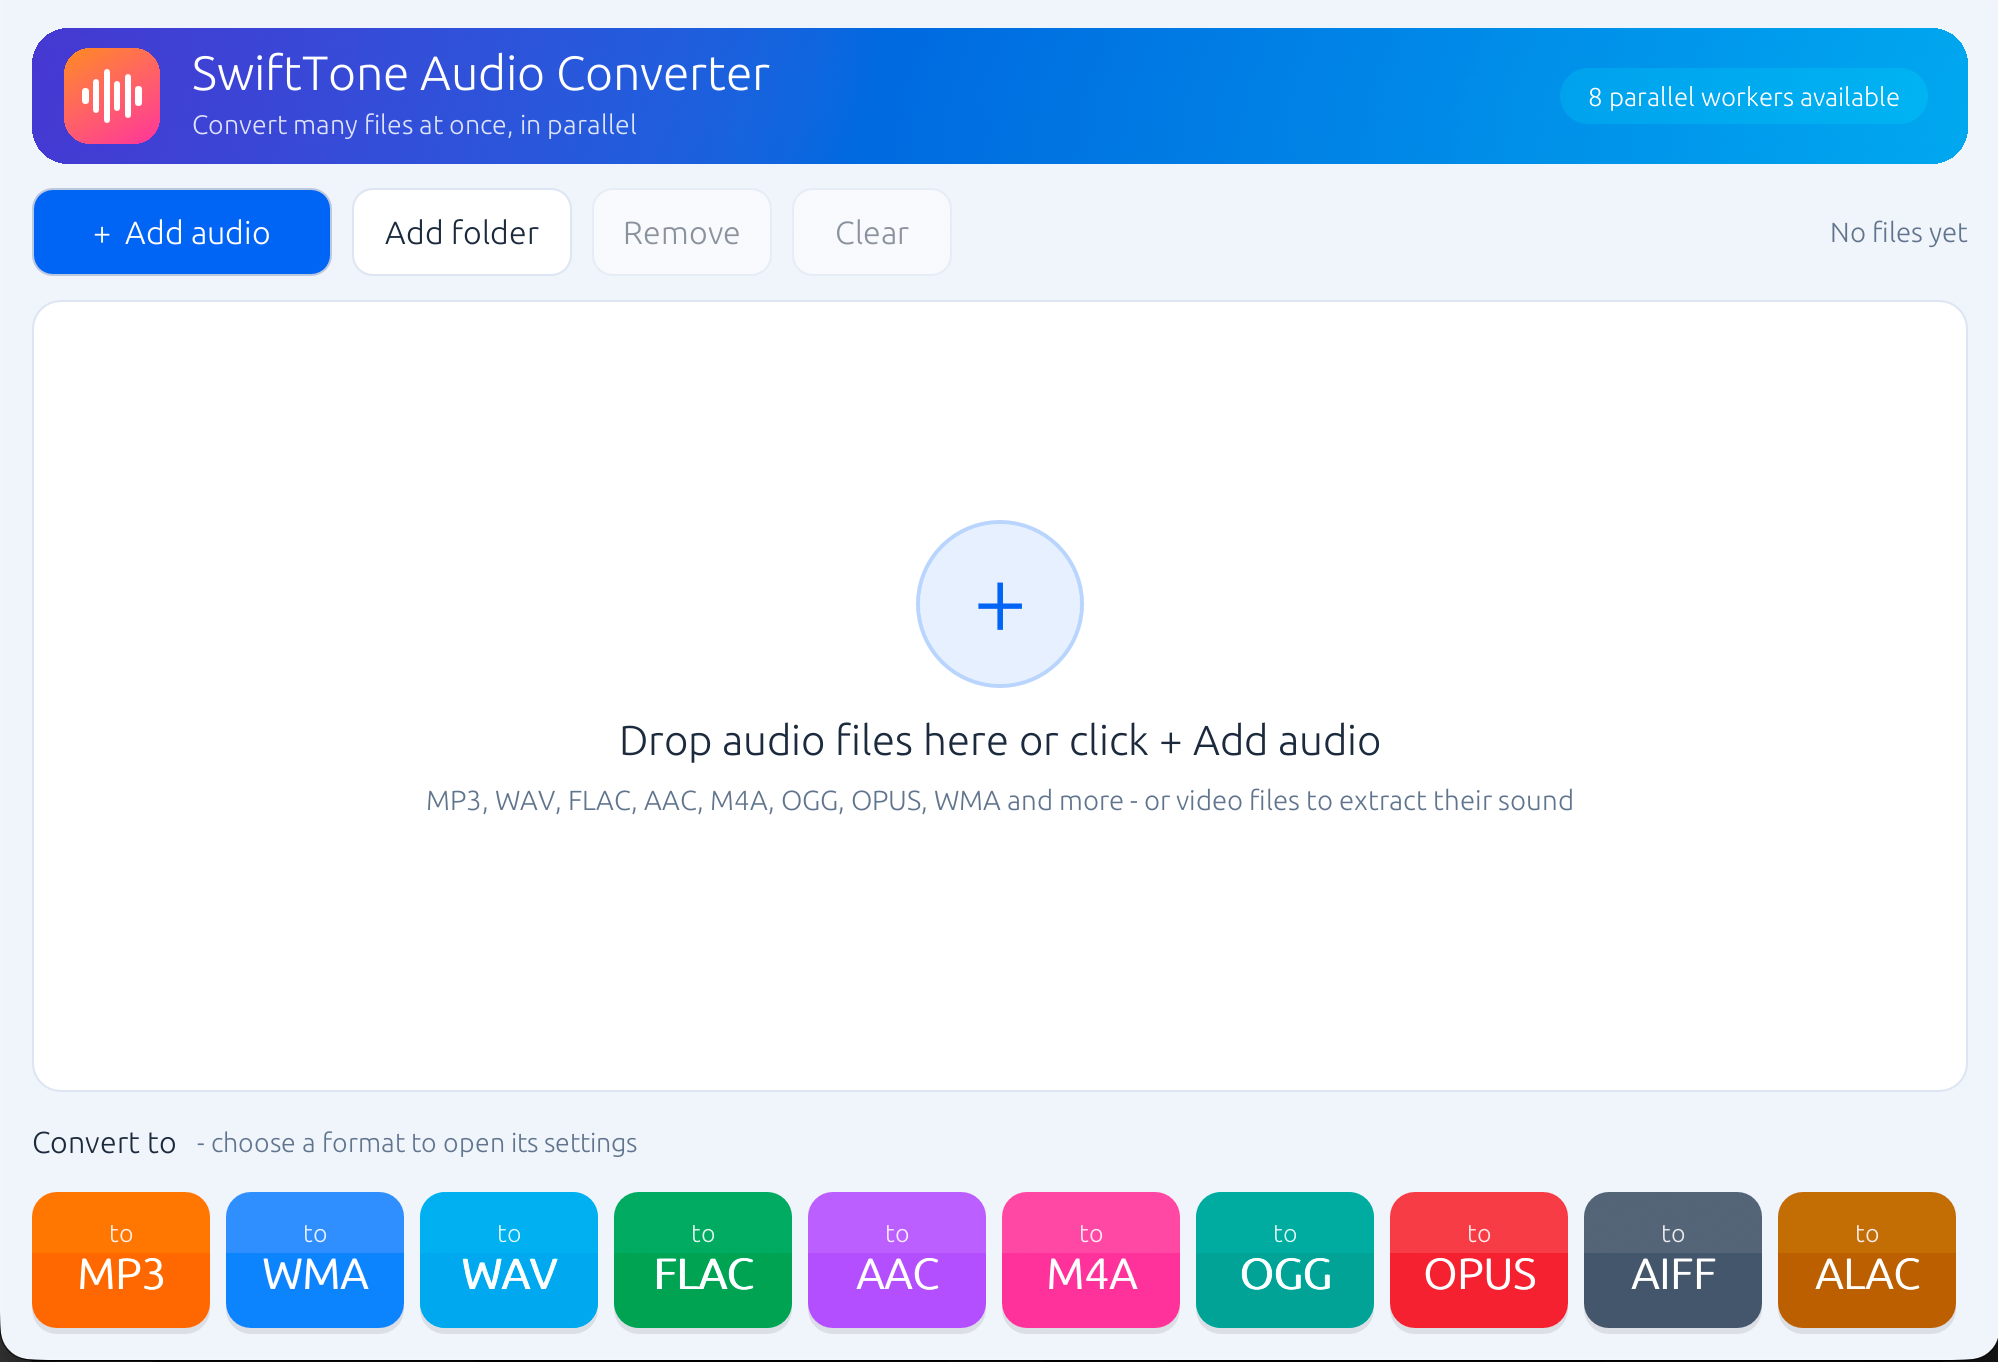 SwiftTone Audio Converter
Convert many files at once, in parallel
8 parallel workers available
+ Add audio
Add folder
Remove
Clear
No files yet
+
Drop audio files here or click + Add audio
MP3, WAV, FLAC, AAC, M4A, OGG, OPUS, WMA and more - or video files to extract their sound
Convert to - choose a format to open its settings
to MP3
to WMA
to WAV
to FLAC
to AAC
to M4A
to OGG
to OPUS
to AIFF
to ALAC